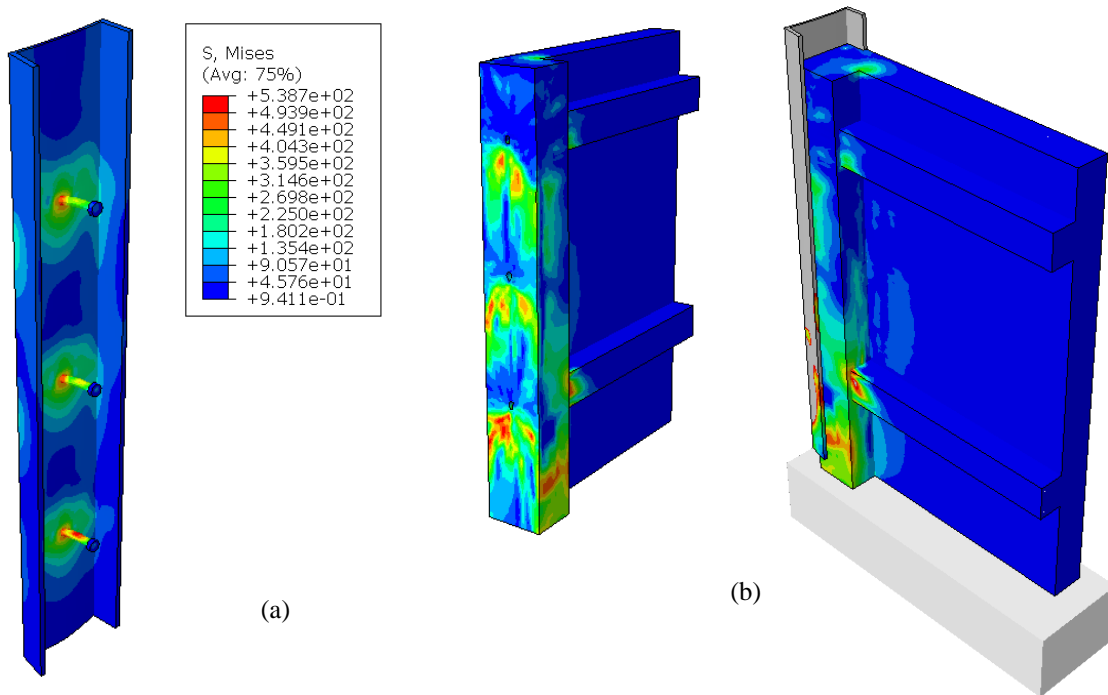 S, Mises
(Avg: 75%)
+5.387e+02
+4.939e+02
+4.491e+02
+4.043e+02
+3.595e+02
+3.146e+02
+2.698e+02
+2.250e+02
+1.802e+02
+1.354e+02
+9.057e+01
+4.576e+01
+9.411e-01
(a)
(b)